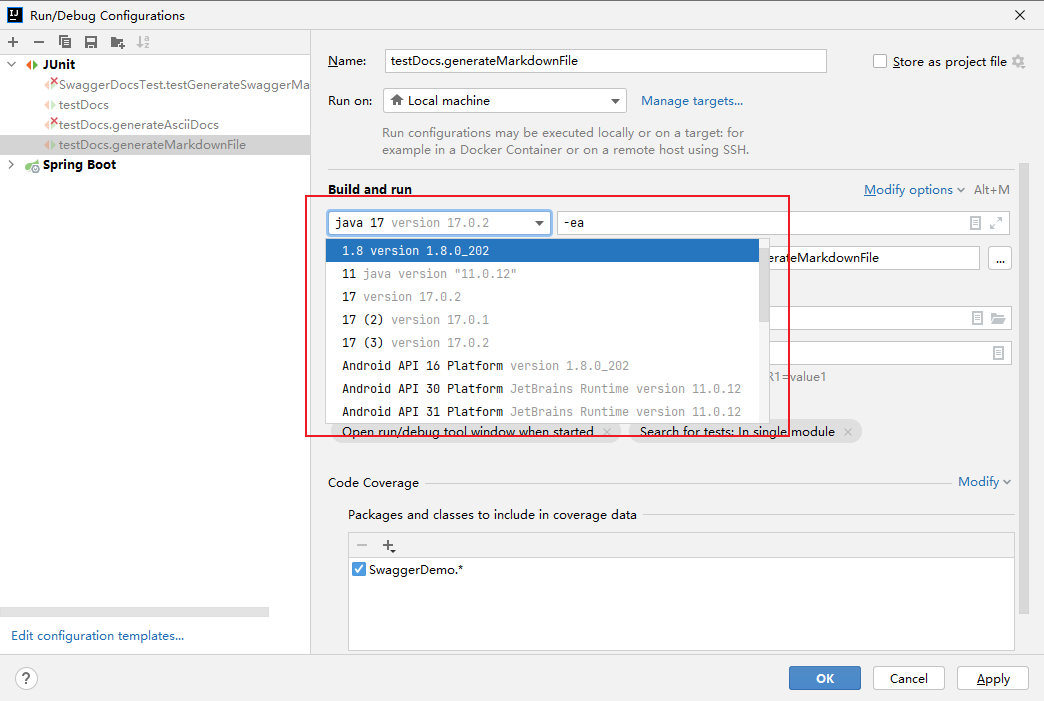 Run/Debug Configurations
JUnit
SwaggerDocsTest.testGenerateSwaggerMa
testDocs
testDocs.generateAsciiDocs
testDocs.generateMarkdownFile
Spring Boot
Edit configuration templates...
Name: testDocs.generateMarkdownFile Store as project file
Run on: Local machine Manage targets...
Run configurations may be executed locally or on a target: for
example in a Docker Container or on a remote host using SSH.
Build and run Modify options Alt+M
java 17 version 17.0.2 -ea
1.8 version 1.8.0_202
erateMarkdownFile ...
11 java version "11.0.12"
17 version 17.0.2
17 (2) version 17.0.1
17 (3) version 17.0.2
Android API 16 Platform version 1.8.0_202
R1=value1
Android API 30 Platform JetBrains Runtime version 11.0.12
Android API 31 Platform JetBrains Runtime version 11.0.12
Open run/debug tool window when started × Search for tests: In single module ×
Code Coverage Modify
Packages and classes to include in coverage data
SwaggerDemo.*
? OK Cancel Apply